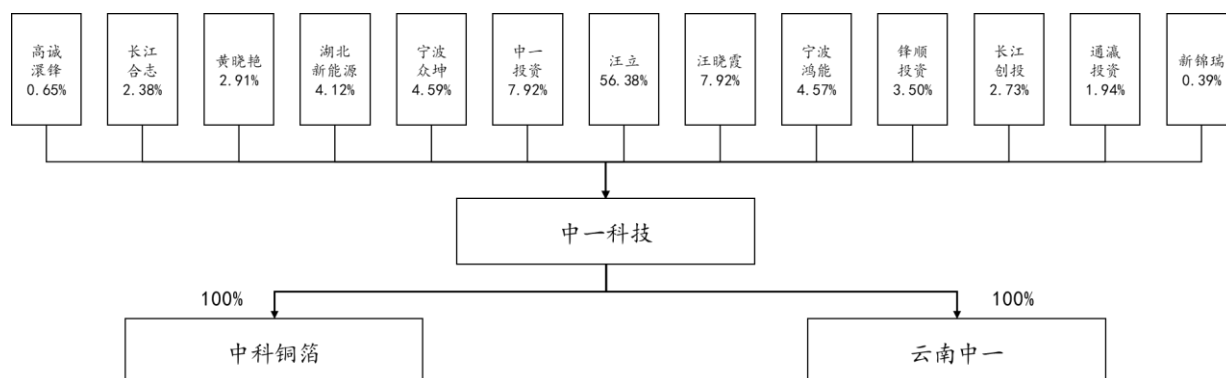 高诚
澴锋
0.65%
长江
合志
2.38%
黄晓艳
2.91%
湖北
新能源
4.12%
宁波
众坤
4.59%
中一
投资
7.92%
汪立
56.38%
汪晓霞
7.92%
宁波
鸿能
4.57%
锋顺
投资
3.50%
长江
创投
2.73%
通瀛
投资
1.94%
新锦瑞
0.39%
中一科技
100%
100%
中科铜箔
云南中一